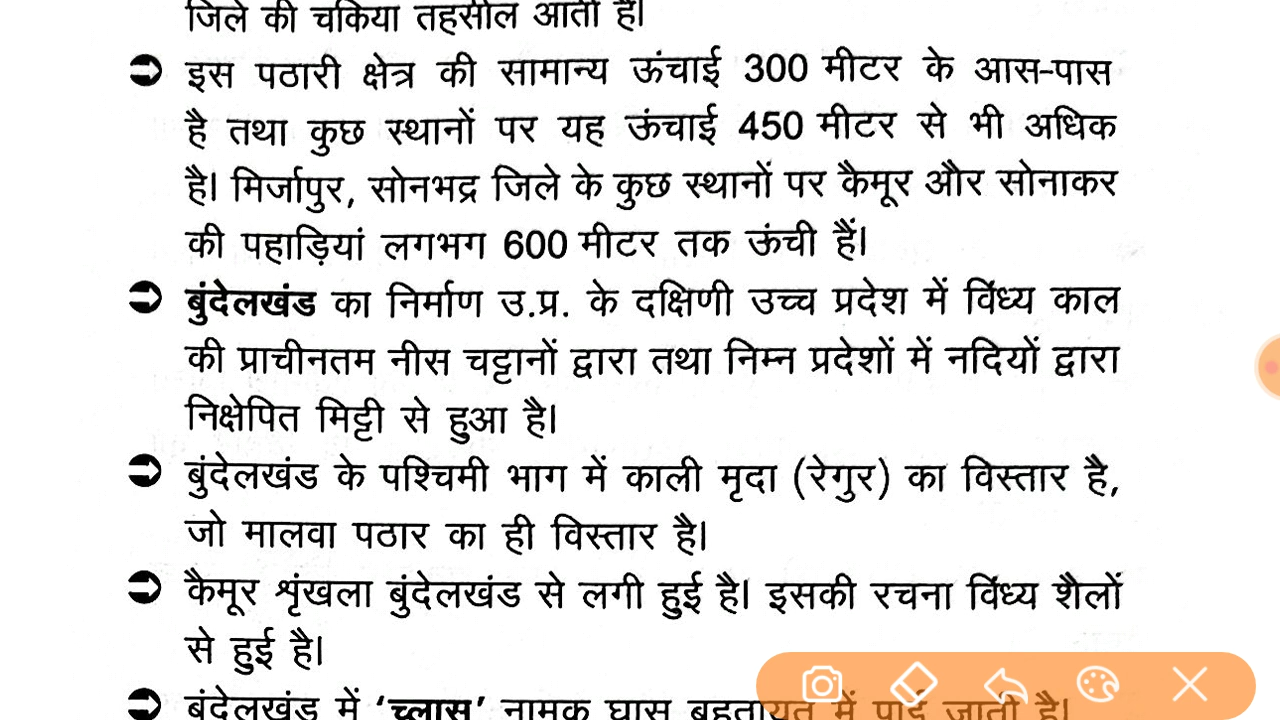 जिले की चकिया तहसील आती है।
➲ इस पठारी क्षेत्र की सामान्य ऊंचाई 300 मीटर के आस-पास
है तथा कुछ स्थानों पर यह ऊंचाई 450 मीटर से भी अधिक
है। मिर्जापुर, सोनभद्र जिले के कुछ स्थानों पर कैमूर और सोनाकर
की पहाड़ियां लगभग 600 मीटर तक ऊंची हैं।
➲ बुंदेलखंड का निर्माण उ.प्र. के दक्षिणी उच्च प्रदेश में विंध्य काल
की प्राचीनतम नीस चट्टानों द्वारा तथा निम्न प्रदेशों में नदियों द्वारा
निक्षेपित मिट्टी से हुआ है।
➲ बुंदेलखंड के पश्चिमी भाग में काली मृदा (रेगुर) का विस्तार है,
जो मालवा पठार का ही विस्तार है।
➲ कैमूर शृंखला बुंदेलखंड से लगी हुई है। इसकी रचना विंध्य शैलों
से हुई है।
➲ बुंदेलखंड में ‘च्लास’ नामक घास बहुतायत में पाई जाती है।